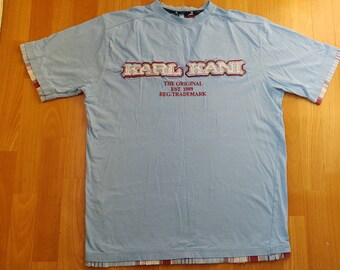 KARL KANI
THE ORIGINAL
EST 1989
REG.TRADEMARK